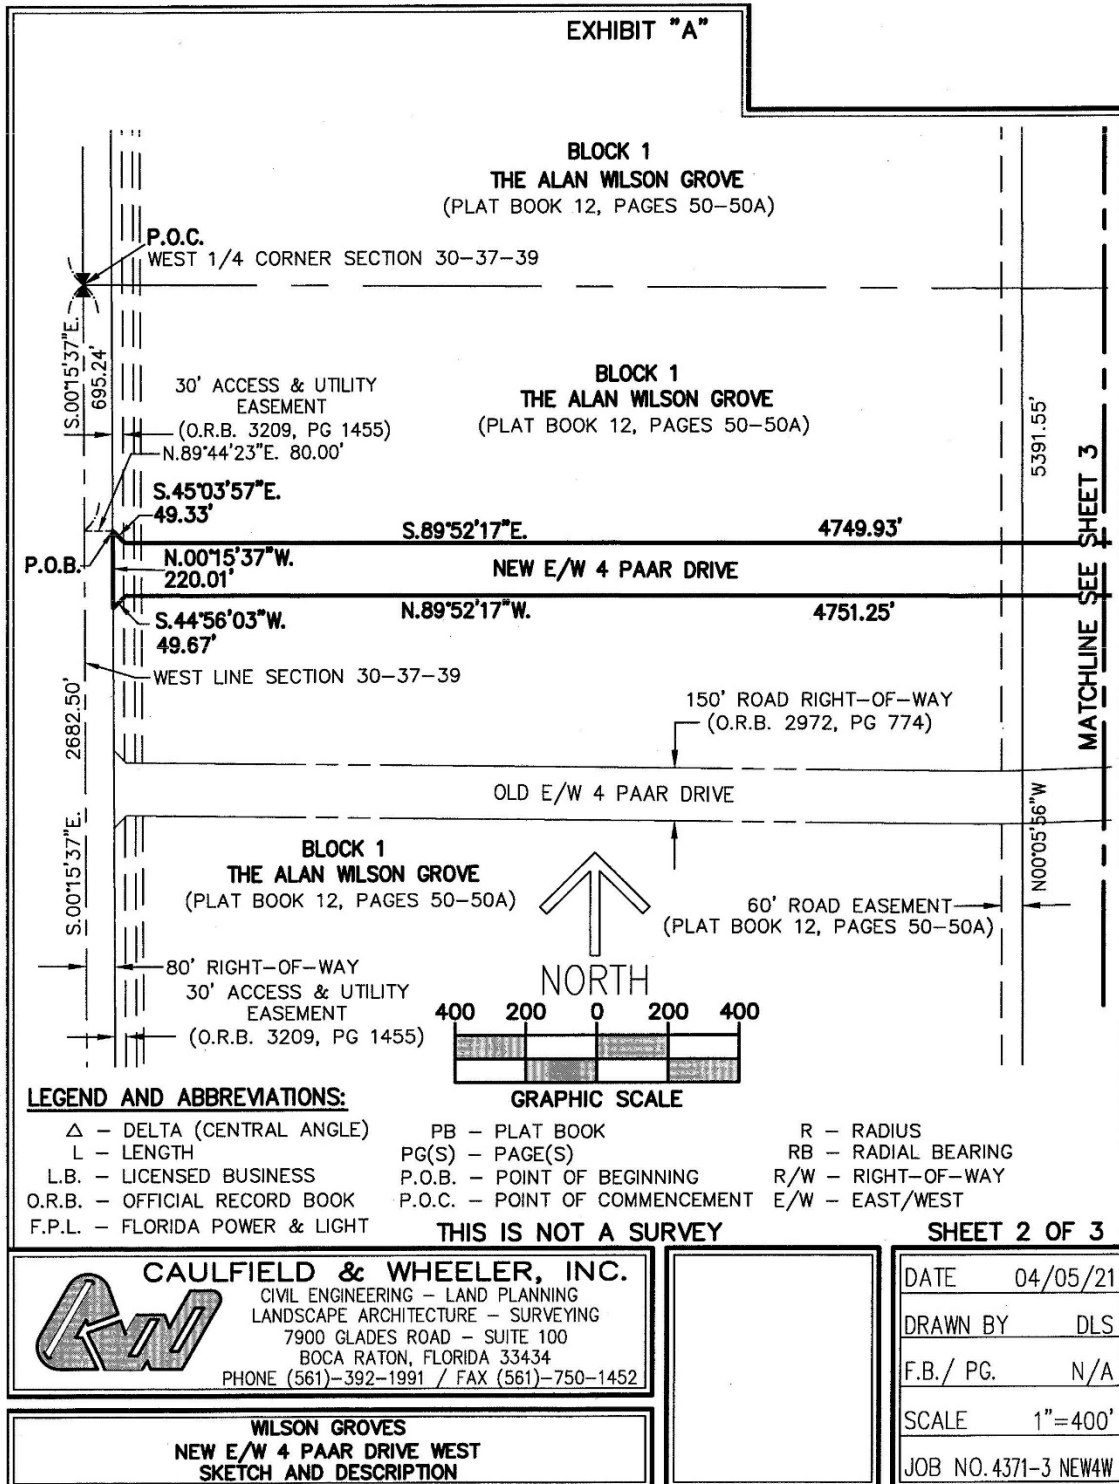 EXHIBIT "A"
BLOCK 1
THE ALAN WILSON GROVE
(PLAT BOOK 12, PAGES 50-50A)
P.O.C.
WEST 1/4 CORNER SECTION 30-37-39
S.00°15'37"E.
695.24'
30' ACCESS & UTILITY
EASEMENT
(O.R.B. 3209, PG 1455)
N.89°44'23"E. 80.00'
BLOCK 1
THE ALAN WILSON GROVE
(PLAT BOOK 12, PAGES 50-50A)
5391.55'
MATCHLINE SEE SHEET 3
S.45°03'57"E.
49.33'
S.89°52'17"E.
4749.93'
P.O.B.
N.00°15'37"W.
220.01'
NEW E/W 4 PAAR DRIVE
S.44°56'03"W.
49.67'
N.89°52'17"W.
4751.25'
WEST LINE SECTION 30-37-39
2682.50'
150' ROAD RIGHT-OF-WAY
(O.R.B. 2972, PG 774)
OLD E/W 4 PAAR DRIVE
S.00°15'37"E.
BLOCK 1
THE ALAN WILSON GROVE
(PLAT BOOK 12, PAGES 50-50A)
N00°05'56"W
60' ROAD EASEMENT
(PLAT BOOK 12, PAGES 50-50A)
80' RIGHT-OF-WAY
30' ACCESS & UTILITY
EASEMENT
(O.R.B. 3209, PG 1455)
NORTH
400 200 0 200 400
GRAPHIC SCALE
LEGEND AND ABBREVIATIONS:
Δ - DELTA (CENTRAL ANGLE)
L - LENGTH
L.B. - LICENSED BUSINESS
O.R.B. - OFFICIAL RECORD BOOK
F.P.L. - FLORIDA POWER & LIGHT
PB - PLAT BOOK
PG(S) - PAGE(S)
P.O.B. - POINT OF BEGINNING
P.O.C. - POINT OF COMMENCEMENT
R - RADIUS
RB - RADIAL BEARING
R/W - RIGHT-OF-WAY
E/W - EAST/WEST
THIS IS NOT A SURVEY
SHEET 2 OF 3
CAULFIELD & WHEELER, INC.
CIVIL ENGINEERING - LAND PLANNING
LANDSCAPE ARCHITECTURE - SURVEYING
7900 GLADES ROAD - SUITE 100
BOCA RATON, FLORIDA 33434
PHONE (561)-392-1991 / FAX (561)-750-1452
WILSON GROVES
NEW E/W 4 PAAR DRIVE WEST
SKETCH AND DESCRIPTION
DATE 04/05/21
DRAWN BY DLS
F.B./ PG. N/A
SCALE 1"=400'
JOB NO. 4371-3 NEW4W